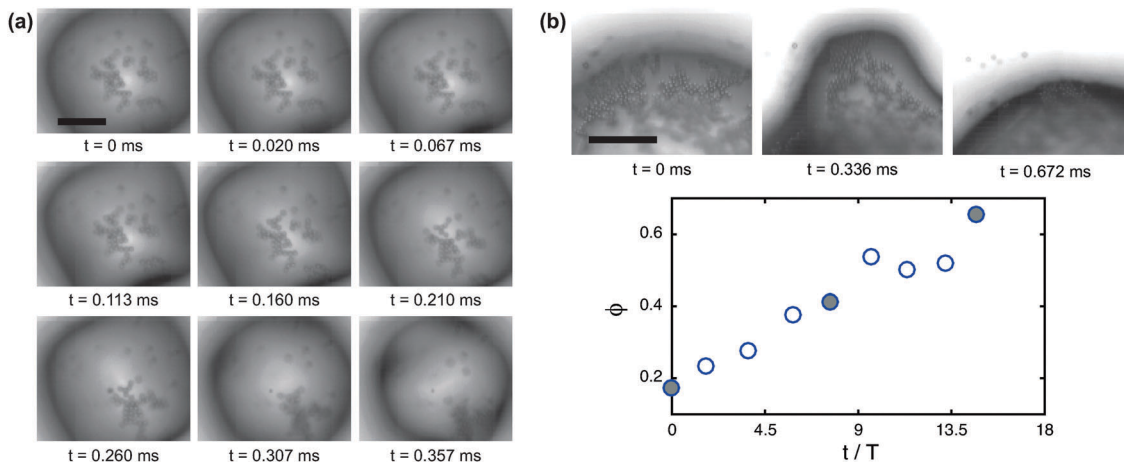 (a)
t = 0 ms t = 0.020 ms t = 0.067 ms
t = 0.113 ms t = 0.160 ms t = 0.210 ms
t = 0.260 ms t = 0.307 ms t = 0.357 ms
(b)
t = 0 ms t = 0.336 ms t = 0.672 ms
0.6
0.4
0.2
ϕ
0 4.5 9 13.5 18
t / T